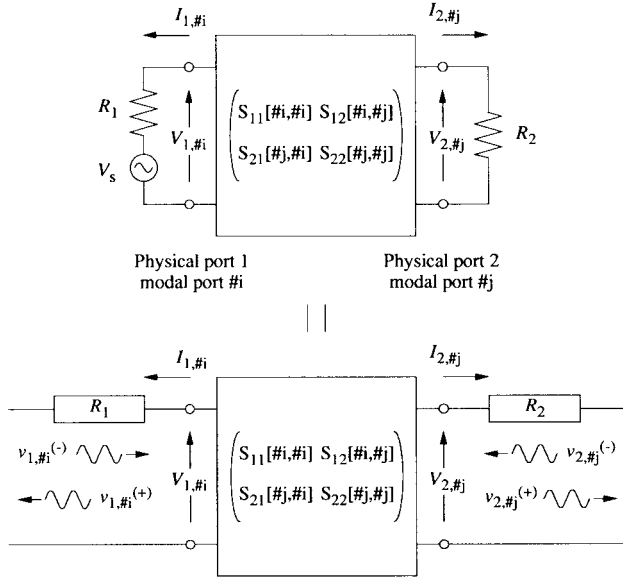 I1,#i
I2,#j
R1
Vs
V1,#i
S11[#i,#i] S12[#i,#j]
S21[#j,#i] S22[#j,#j]
V2,#j
R2
Physical port 1
modal port #i
Physical port 2
modal port #j
I1,#i
I2,#j
R1
R2
v1,#i(-)
v1,#i(+)
V1,#i
S11[#i,#i] S12[#i,#j]
S21[#j,#i] S22[#j,#j]
V2,#j
v2,#j(-)
v2,#j(+)